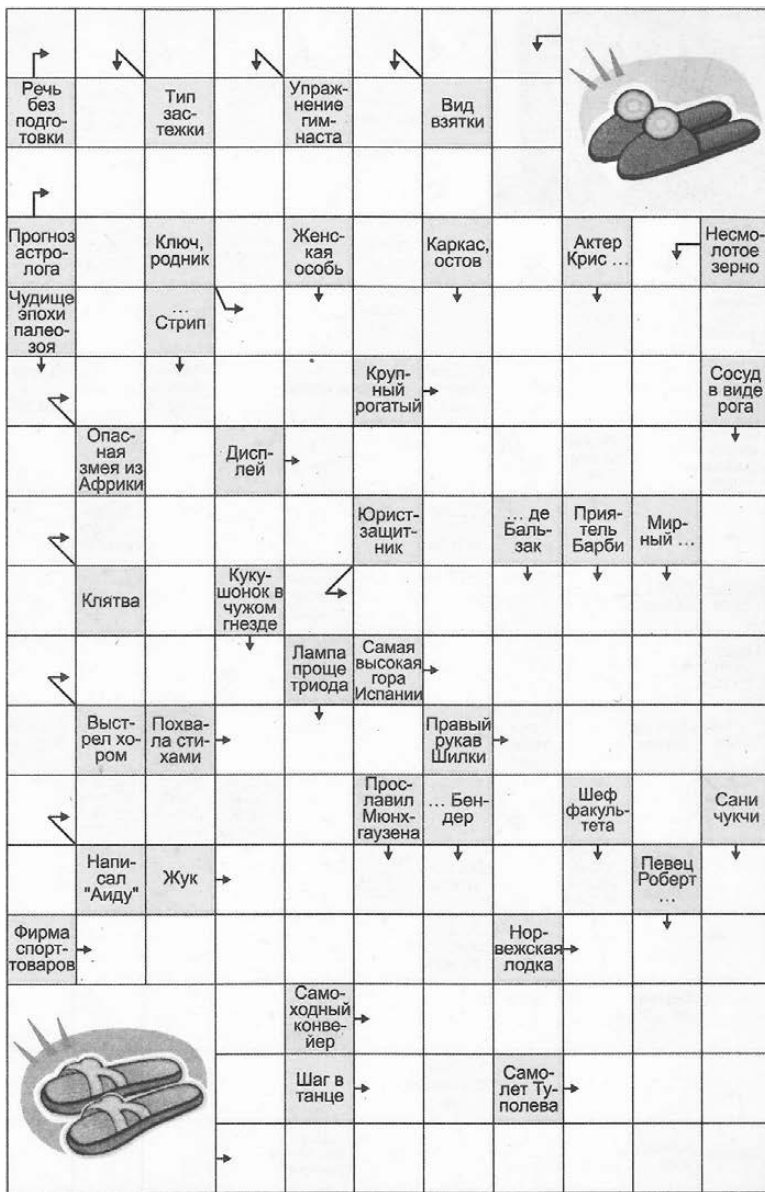 Речь
без
подго-
товки
Тип
зас-
тежки
Упраж-
нение
гим-
наста
Вид
взятки
Прогноз
астро-
лога
Ключ,
родник
Женс-
кая
особь
Каркас,
остов
Актер
Крис ...
Несмо-
лотое
зерно
Чудище
эпохи
палео-
зоя
...
Стрип
Круп-
ный
рогатый
Сосуд
в виде
рога
Опас-
ная
змея из
Африки
Дисп-
лей
Юрист-
защит-
ник
... де
Баль-
зак
Прия-
тель
Барби
Мир-
ный ...
Клятва
Куку-
шонок в
чужом
гнезде
Лампа
проще
триода
Самая
высокая
гора
Испании
Выст-
рел хо-
ром
Похва-
ла сти-
хами
Правый
рукав
Шилки
Прос-
лавил
Мюнх-
гаузена
... Бен-
дер
Шеф
факуль-
тета
Сани
чукчи
Напи-
сал
"Аиду"
Жук
Певец
Роберт
...
Фирма
спорт-
товаров
Нор-
вежская
лодка
Само-
ходный
конве-
йер
Шаг в
танце
Само-
лет Ту-
полева